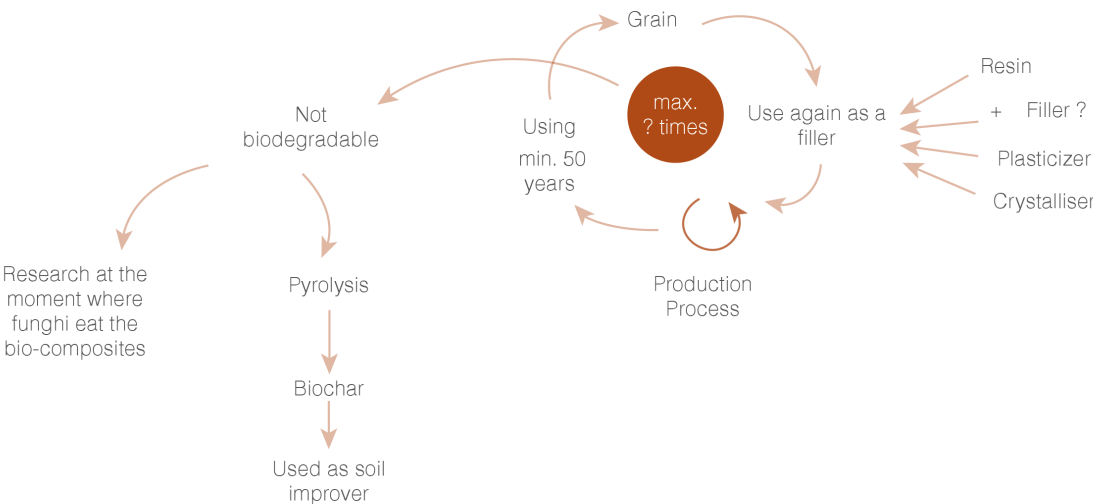 Grain
Resin
max.
? times
+ Filler ?
Use again as a
filler
Not
biodegradable
Using
min. 50
years
Plasticizer
Crystalliser
Research at the
moment where
funghi eat the
bio-composites
Pyrolysis
Production
Process
Biochar
Used as soil
improver